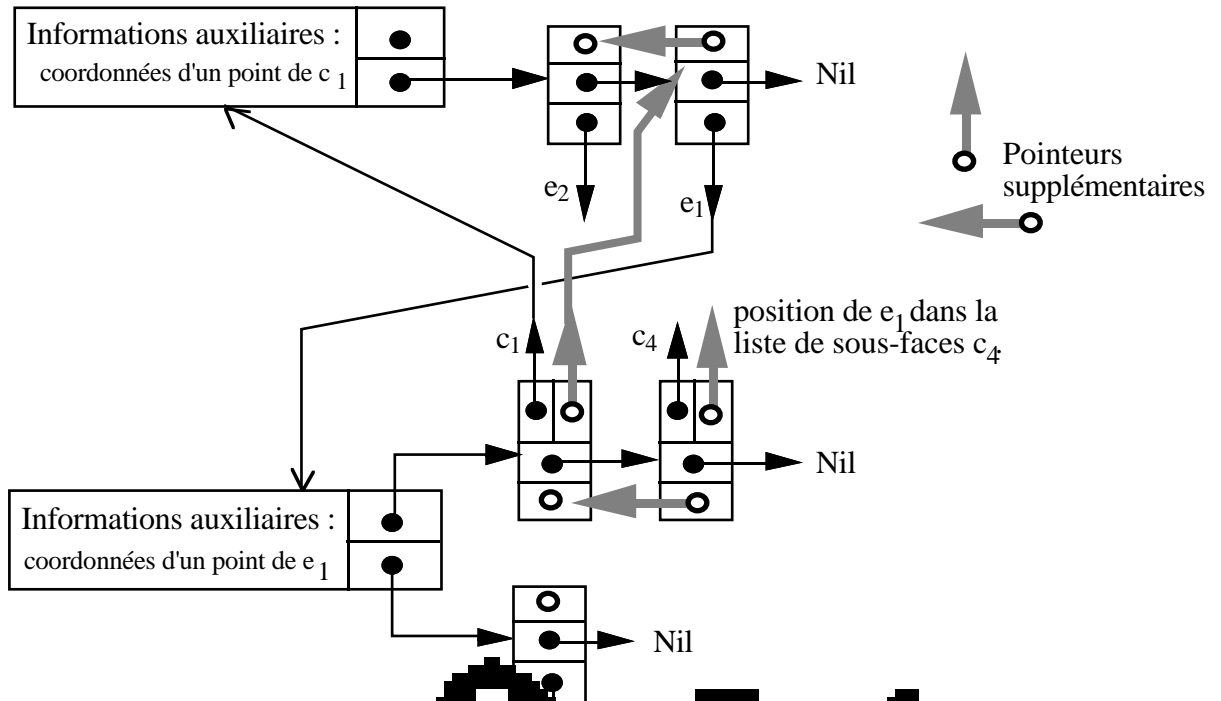 Informations auxiliaires :
coordonnées d'un point de c 1
Nil
e2
e1
Pointeurs
supplémentaires
position de e1 dans la
liste de sous-faces c4.
c1
c4
Nil
Informations auxiliaires :
coordonnées d'un point de e 1
Nil